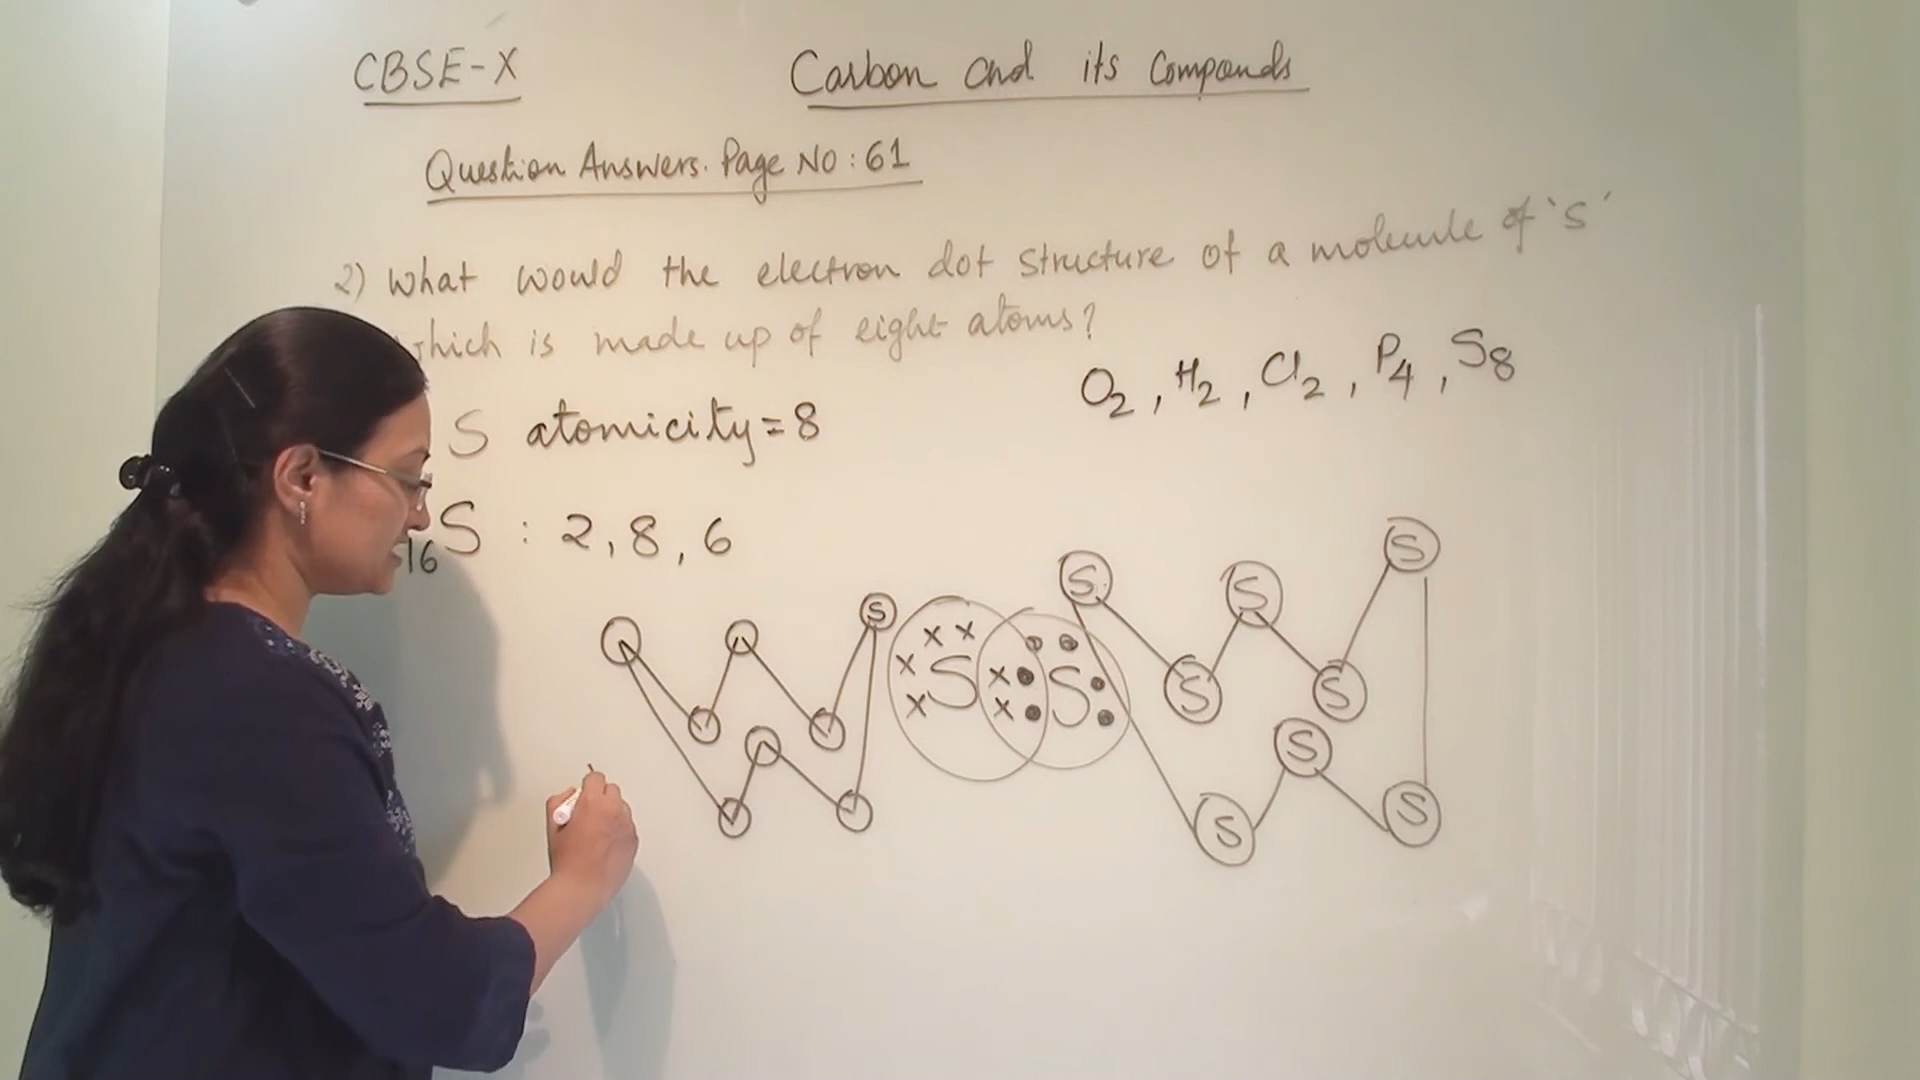 CBSE-X
Carbon and its Compounds
Question Answers. Page No: 61
2) What would the electron dot structure of a molecule of 'S'
which is made up of eight atoms?
O2, H2, Cl2, P4, S8
S atomicity = 8
16S : 2, 8, 6
S
S
S
S
S
S
S
S
S
S
S